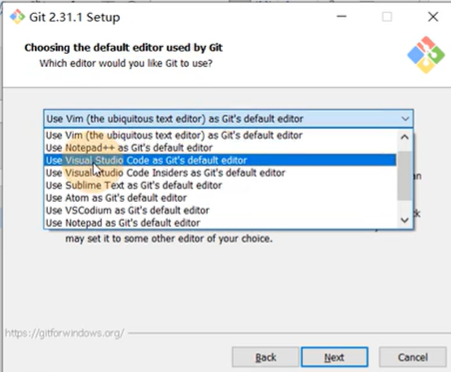 Git 2.31.1 Setup
Choosing the default editor used by Git
Which editor would you like Git to use?
Use Vim (the ubiquitous text editor) as Git's default editor
Use Vim (the ubiquitous text editor) as Git's default editor
Use Notepad++ as Git's default editor
Use Visual Studio Code as Git's default editor
Use Visual Studio Code Insiders as Git's default editor
Use Sublime Text as Git's default editor
Use Atom as Git's default editor
Use VSCodium as Git's default editor
Use Notepad as Git's default editor
may set it to some other editor of your choice.
https://gitforwindows.org/
Back
Next
Cancel